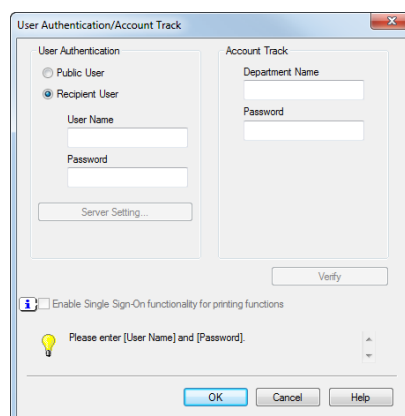 User Authentication/Account Track
User Authentication
Public User
Recipient User
User Name
Password
Server Setting...
Account Track
Department Name
Password
Verify
Enable Single Sign-On functionality for printing functions
Please enter [User Name] and [Password].
OK
Cancel
Help